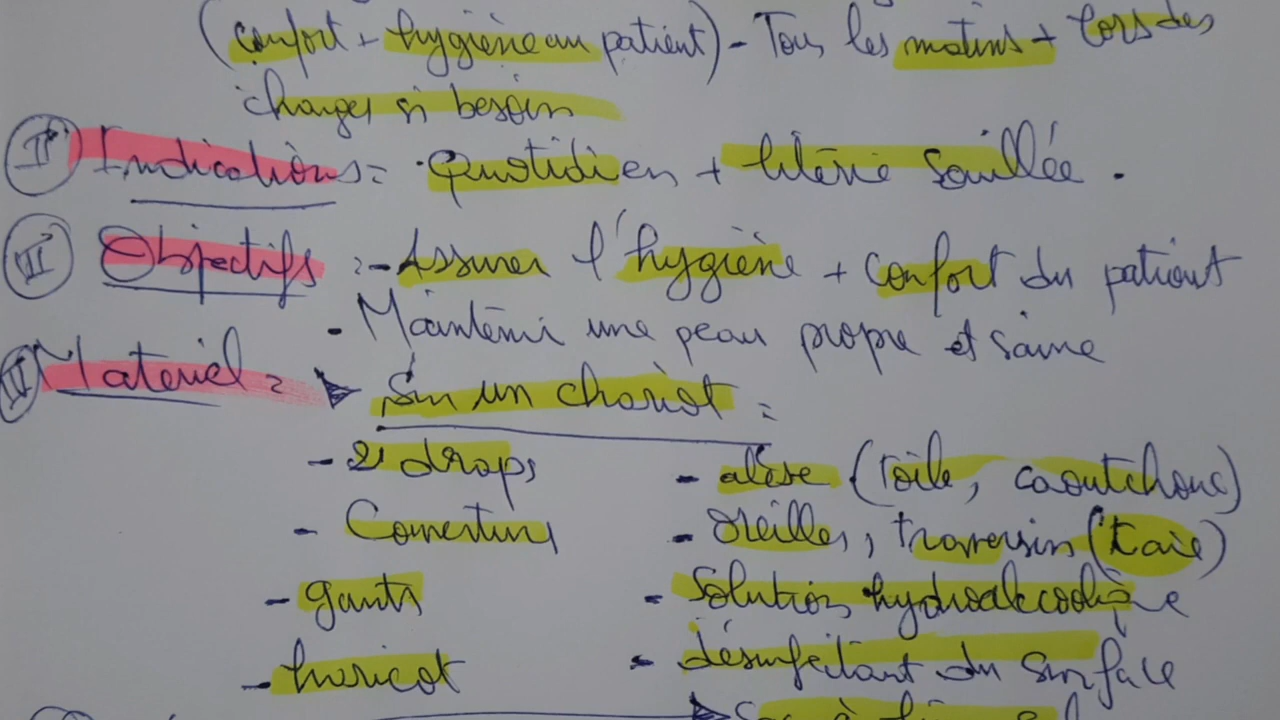 (confort + hygiène au patient) - Tous les matins + lors des
changes si besoin
II Indications = Quotidien + literie souillée.
III Objectifs :- Assurer l'hygiène + confort du patient
- Maintenir une peau propre et saine
Materiel = Sur un chariot =
- 2 draps - alèse (toile, caoutchouc)
- Couverture - Oreilles, traversin (taie)
- gants - Solution hydroalcoolique
- haricot - désinfectant du surface